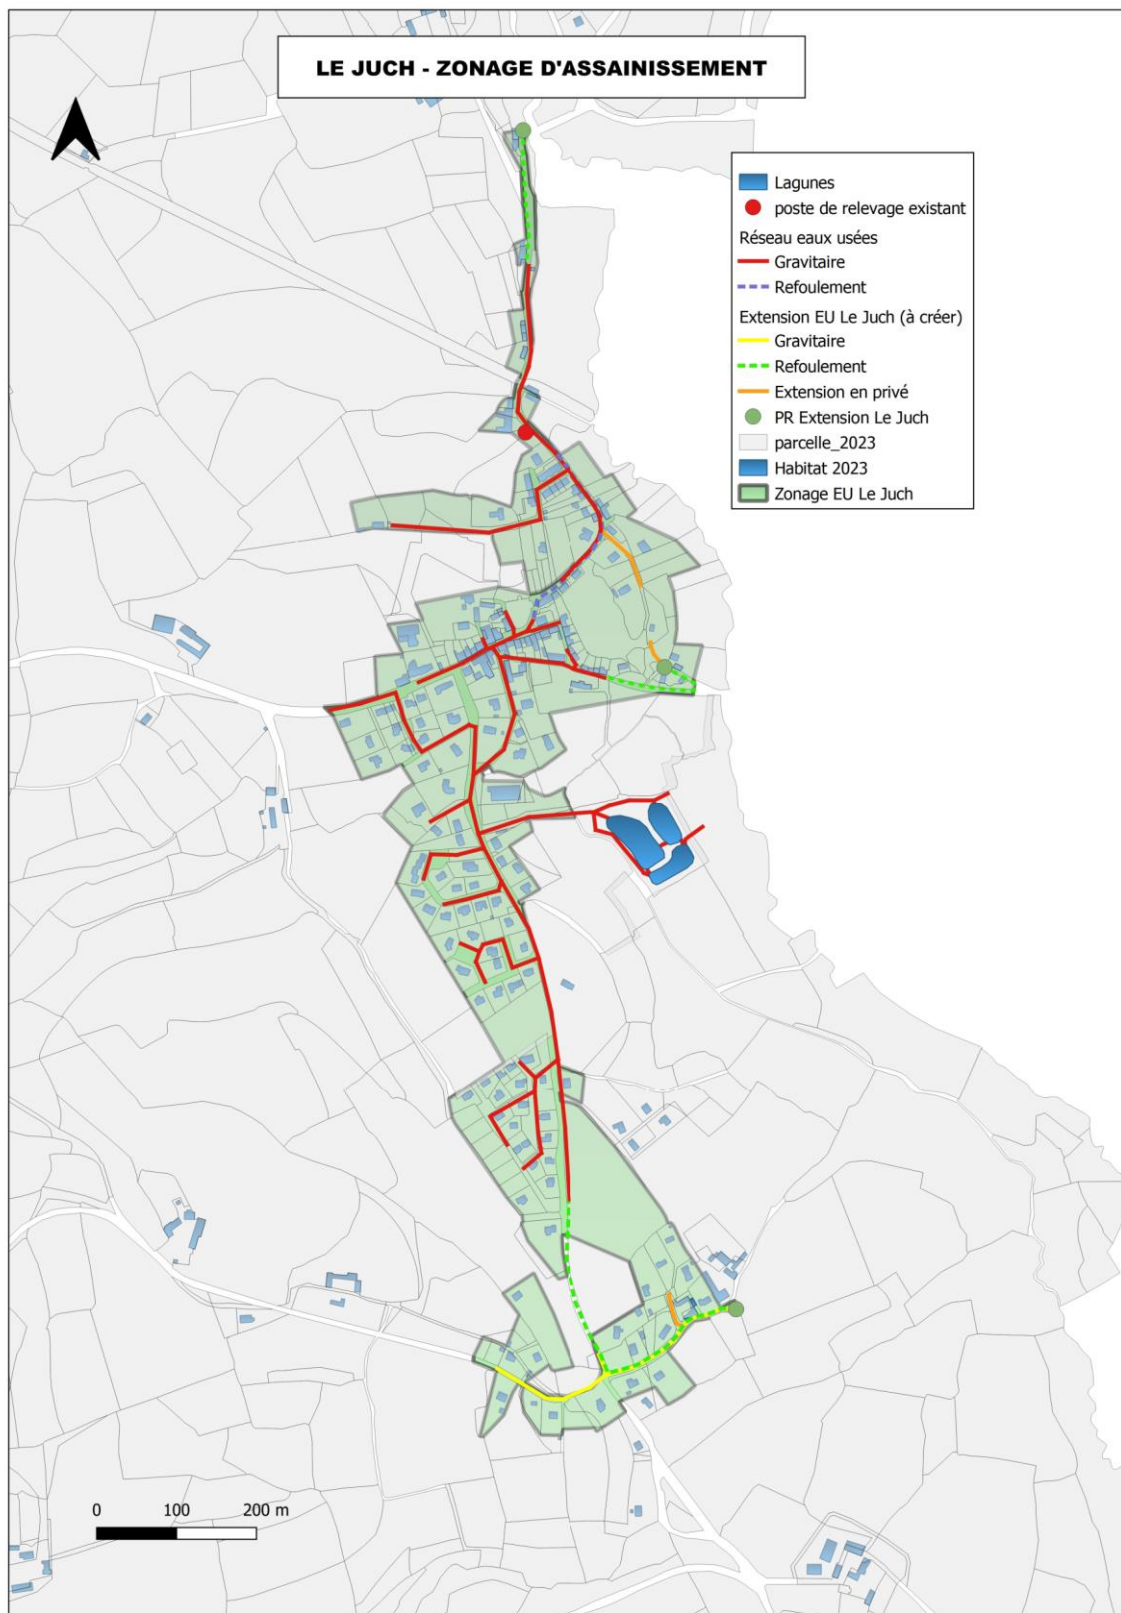 LE JUCH - ZONAGE D'ASSAINISSEMENT
Lagunes
poste de relevage existant
Réseau eaux usées
Gravitaire
Refoulement
Extension EU Le Juch (à créer)
Gravitaire
Refoulement
Extension en privé
PR Extension Le Juch
parcelle_2023
Habitat 2023
Zonage EU Le Juch
0 100 200 m